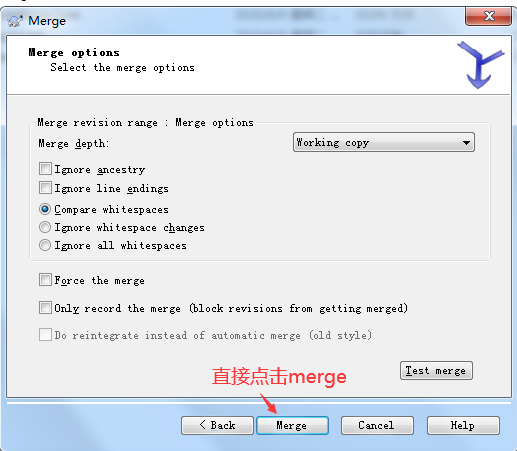 Merge
Merge options
Select the merge options
Merge revision range : Merge options
Merge depth:
Working copy
Ignore ancestry
Ignore line endings
Compare whitespaces
Ignore whitespace changes
Ignore all whitespaces
Force the merge
Only record the merge (block revisions from getting merged)
Do reintegrate instead of automatic merge (old style)
Test merge
直接点击merge
< Back
Merge
Cancel
Help